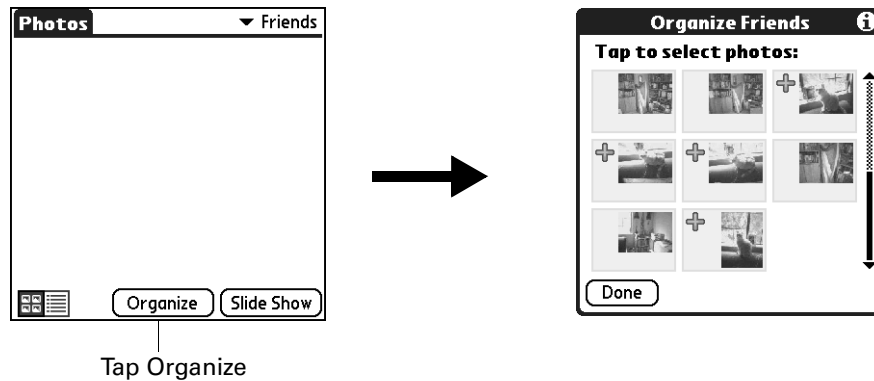 Photos
Friends
Organize
Slide Show
Tap Organize
Organize Friends
Tap to select photos:
Done